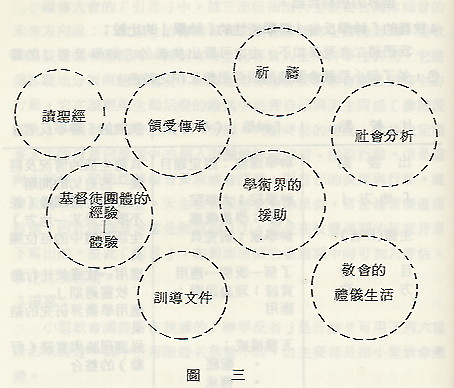 祈　禱
讀聖經
領受傳承
社會分析
基督徒團體的
經驗
體驗
學術界的
援助
訓導文件
教會的
禮儀生活
圖　三